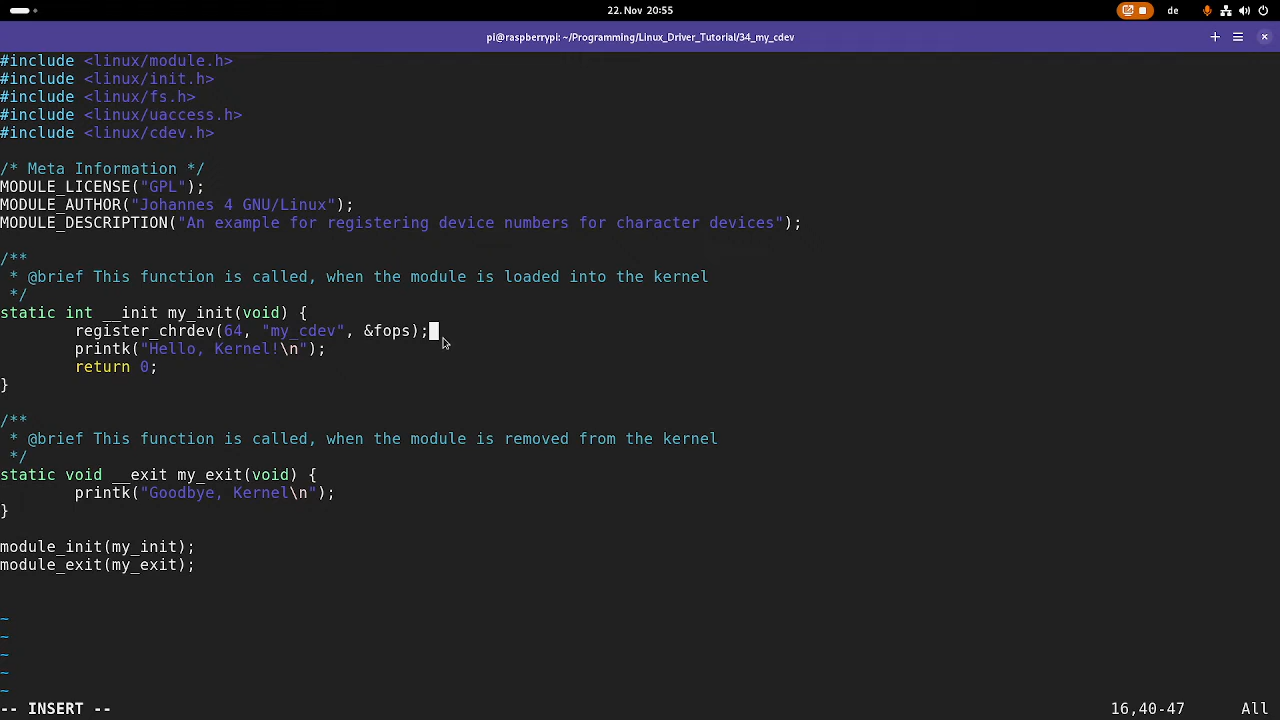 22. Nov 20:55
de
pi@raspberrypi: ~/Programming/Linux_Driver_Tutorial/34_my_cdev
#include <linux/module.h>
#include <linux/init.h>
#include <linux/fs.h>
#include <linux/uaccess.h>
#include <linux/cdev.h>
/* Meta Information */
MODULE_LICENSE("GPL");
MODULE_AUTHOR("Johannes 4 GNU/Linux");
MODULE_DESCRIPTION("An example for registering device numbers for character devices");
/**
 * @brief This function is called, when the module is loaded into the kernel
 */
static int __init my_init(void) {
        register_chrdev(64, "my_cdev", &fops);
        printk("Hello, Kernel!\n");
        return 0;
}
/**
 * @brief This function is called, when the module is removed from the kernel
 */
static void __exit my_exit(void) {
        printk("Goodbye, Kernel\n");
}
module_init(my_init);
module_exit(my_exit);
~
~
~
~
~
-- INSERT -- 16,40-47 All